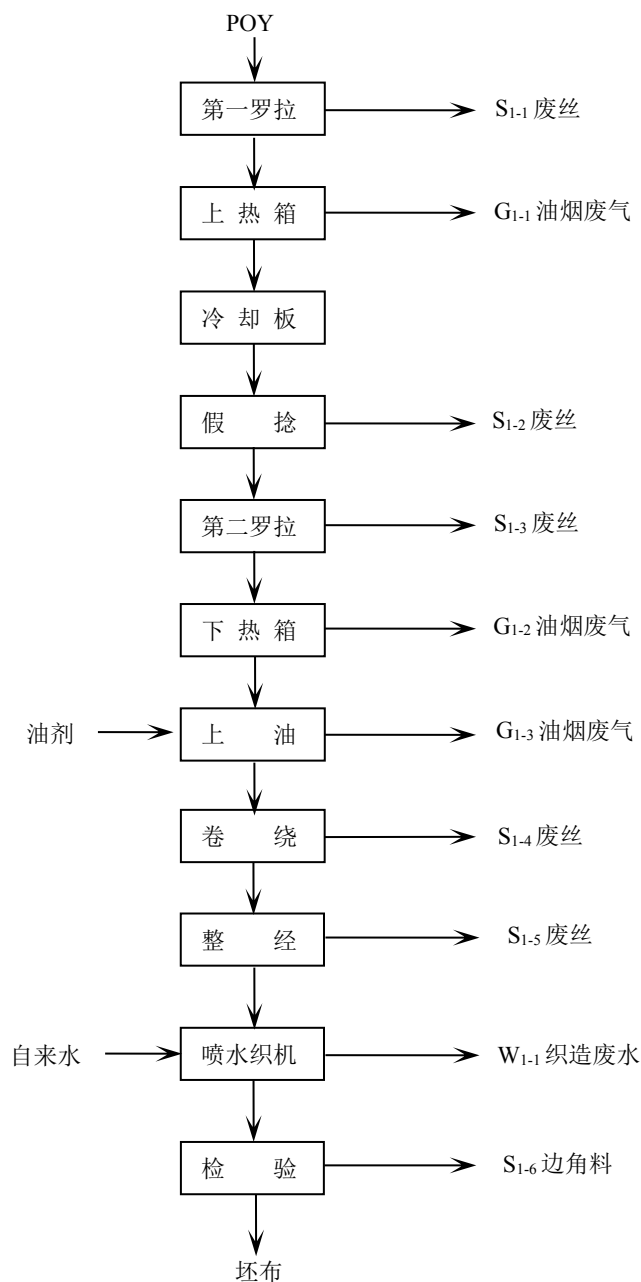 POY
第一罗拉 S1-1 废丝
上热箱 G1-1 油烟废气
冷却板
假 捻 S1-2 废丝
第二罗拉 S1-3 废丝
下热箱 G1-2 油烟废气
油剂 上 油 G1-3 油烟废气
卷 绕 S1-4 废丝
整 经 S1-5 废丝
自来水 喷水织机 W1-1 织造废水
检 验 S1-6 边角料
坯布